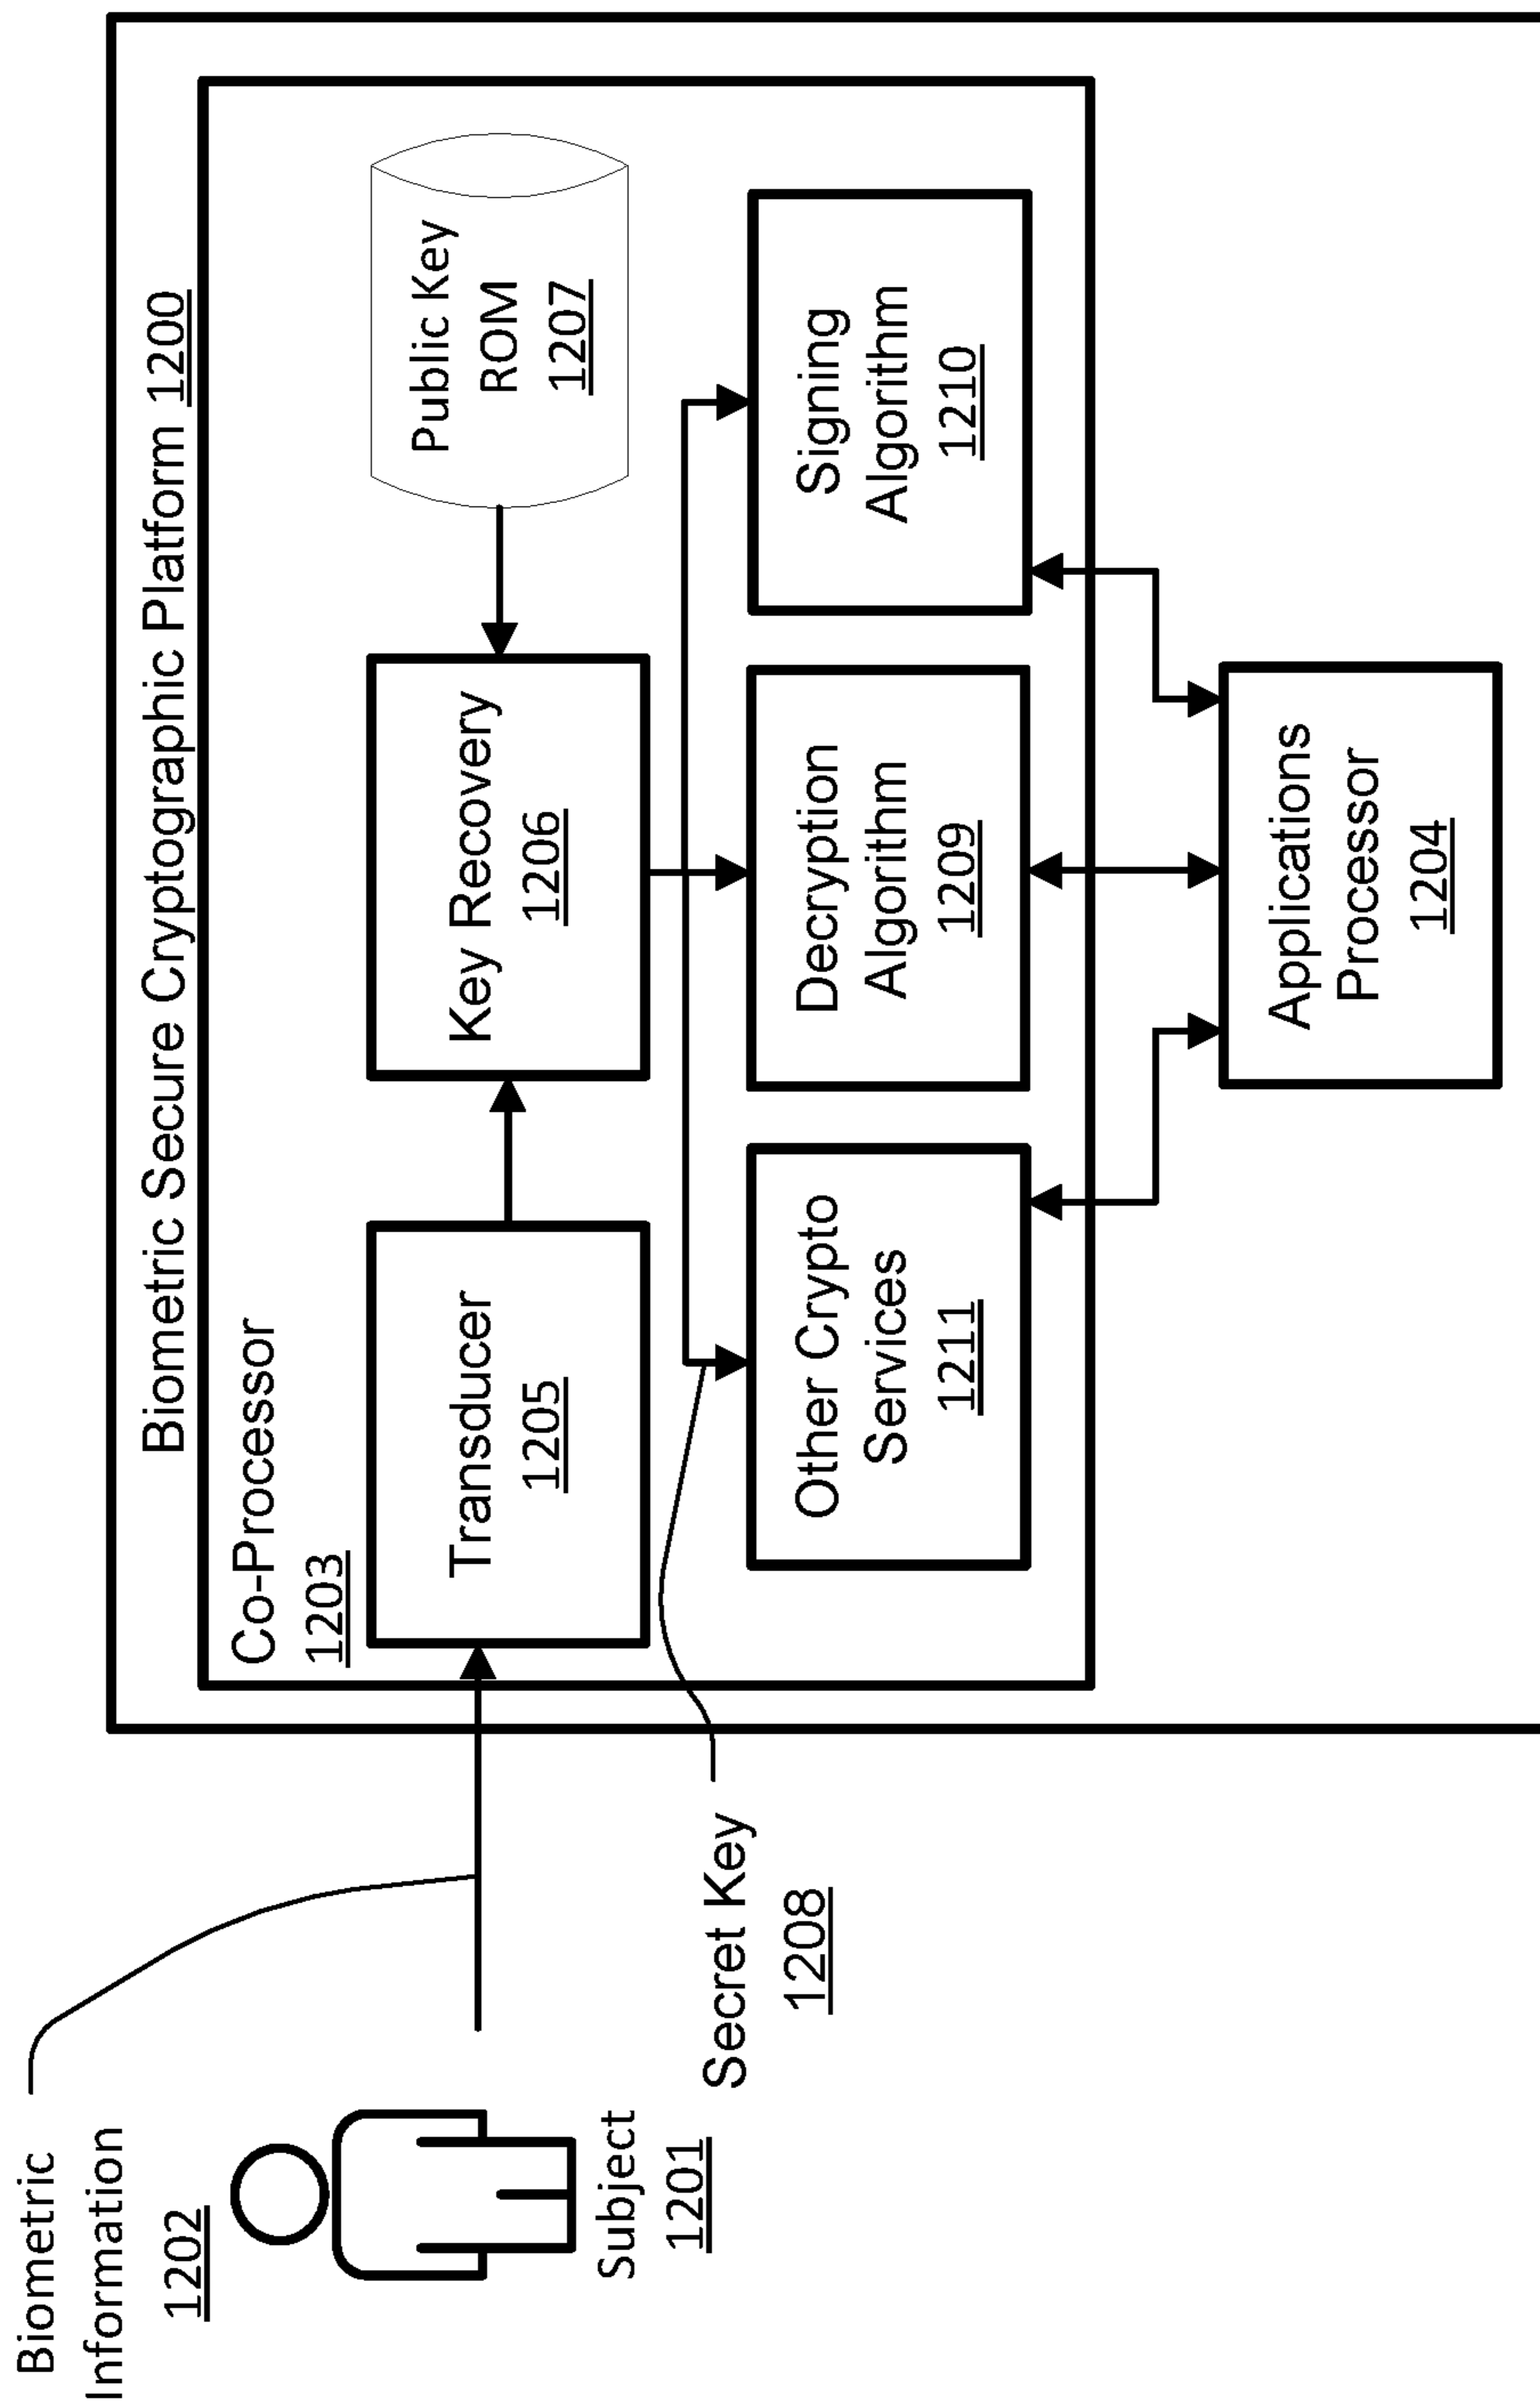 Biometric
Information
1202
Subject
1201
Secret Key
1208
Biometric Secure Cryptographic Platform 1200
Co-Processor
1203
Transducer
1205
Key Recovery
1206
Public Key
ROM
1207
Other Crypto
Services
1211
Decryption
Algorithm
1209
Signing
Algorithm
1210
Applications
Processor
1204